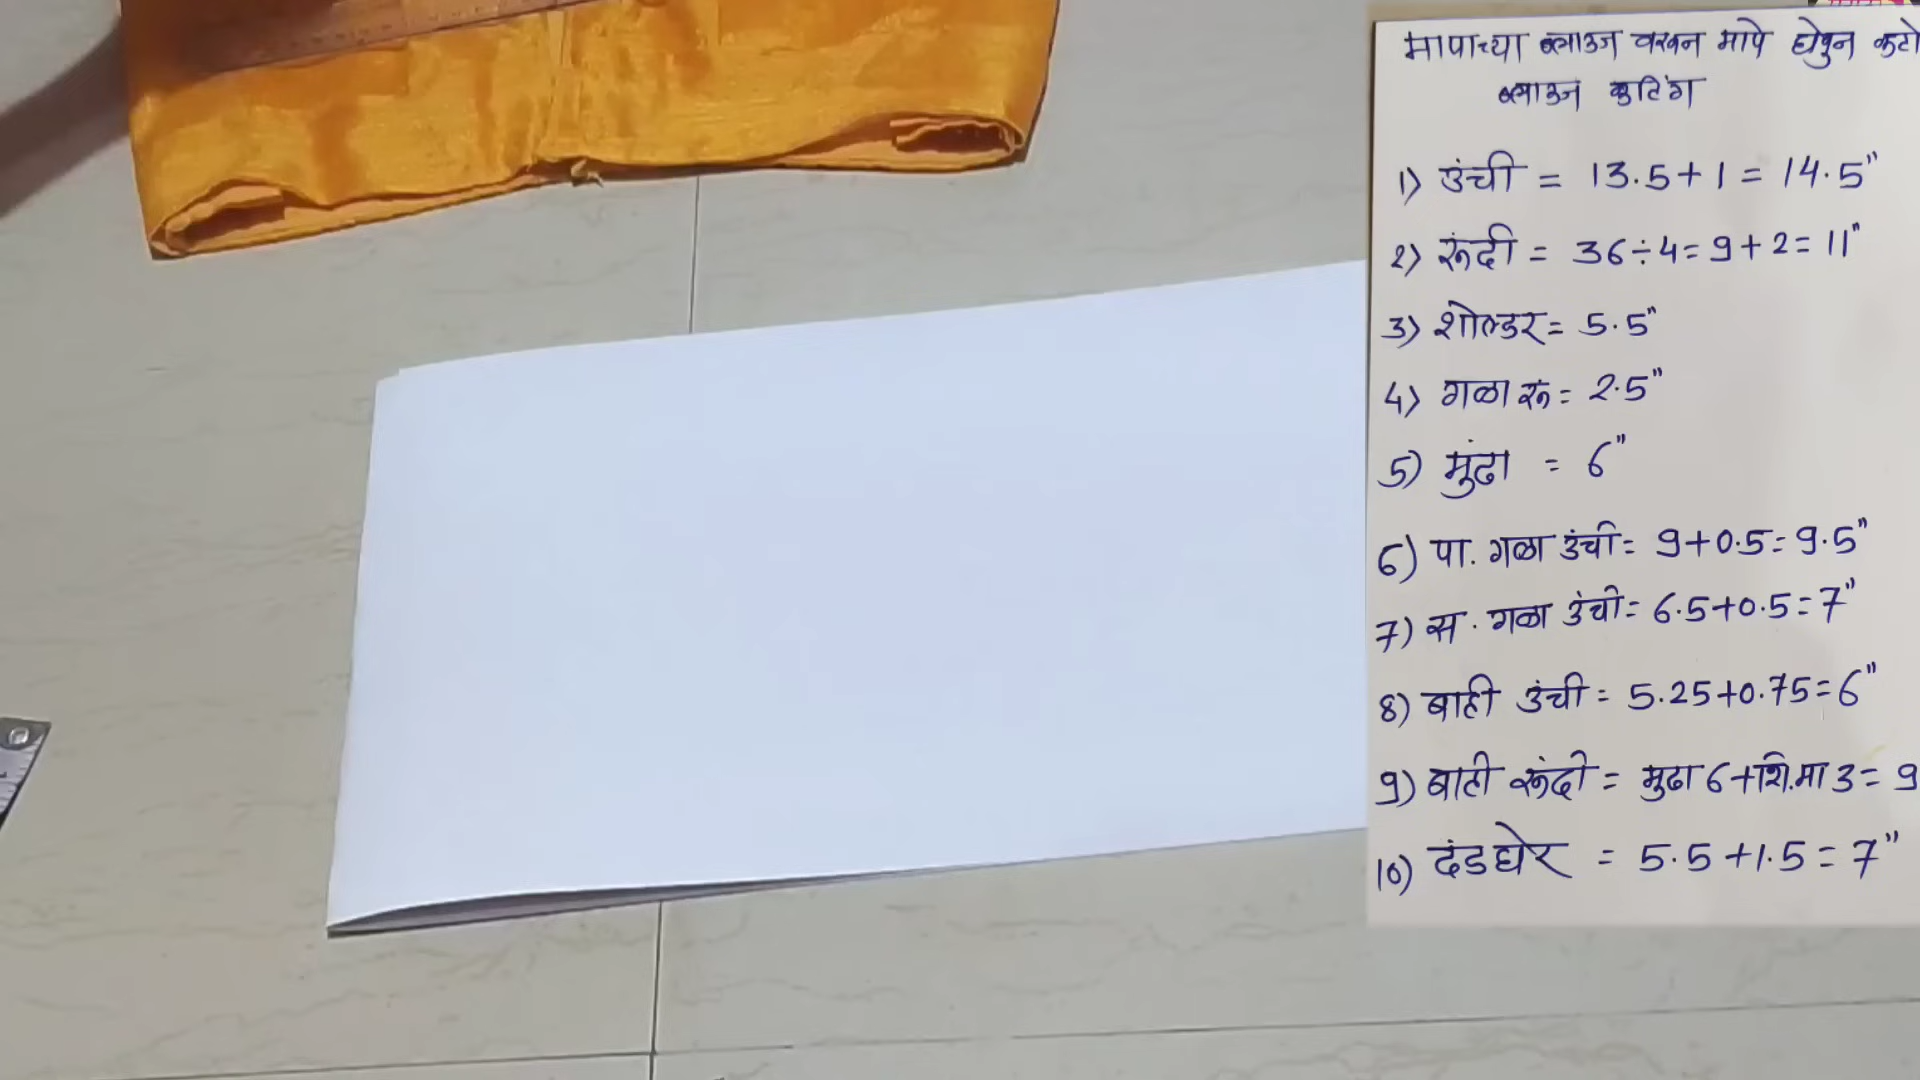 मापाच्या ब्लाउज वरून मापे घेवुन कटो
ब्लाउज कटिंग
1) उंची = 13.5+1 = 14.5"
2) रुंदी = 36÷4=9+2=11"
3) शोल्डर= 5.5"
4) गळा रुं= 2.5"
5) मुंढा = 6"
6) पा. गळा उंची= 9+0.5=9.5"
7) स. गळा उंची= 6.5+0.5=7"
8) बाही उंची = 5.25+0.75=6"
9) बाही रुंदी = मुंढा 6+शि.मा 3= 9
10) दंडघेर = 5.5+1.5=7"